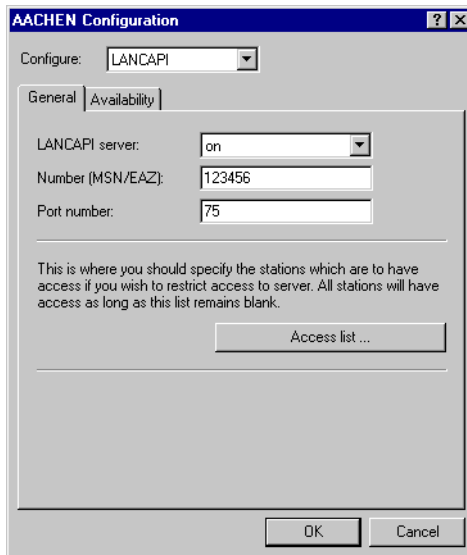 AACHEN Configuration
Configure: LANCAPI
General Availability
LANCAPI server: on
Number (MSN/EAZ): 123456
Port number: 75
This is where you should specify the stations which are to have
access if you wish to restrict access to server. All stations will have
access as long as this list remains blank.
Access list ...
OK Cancel